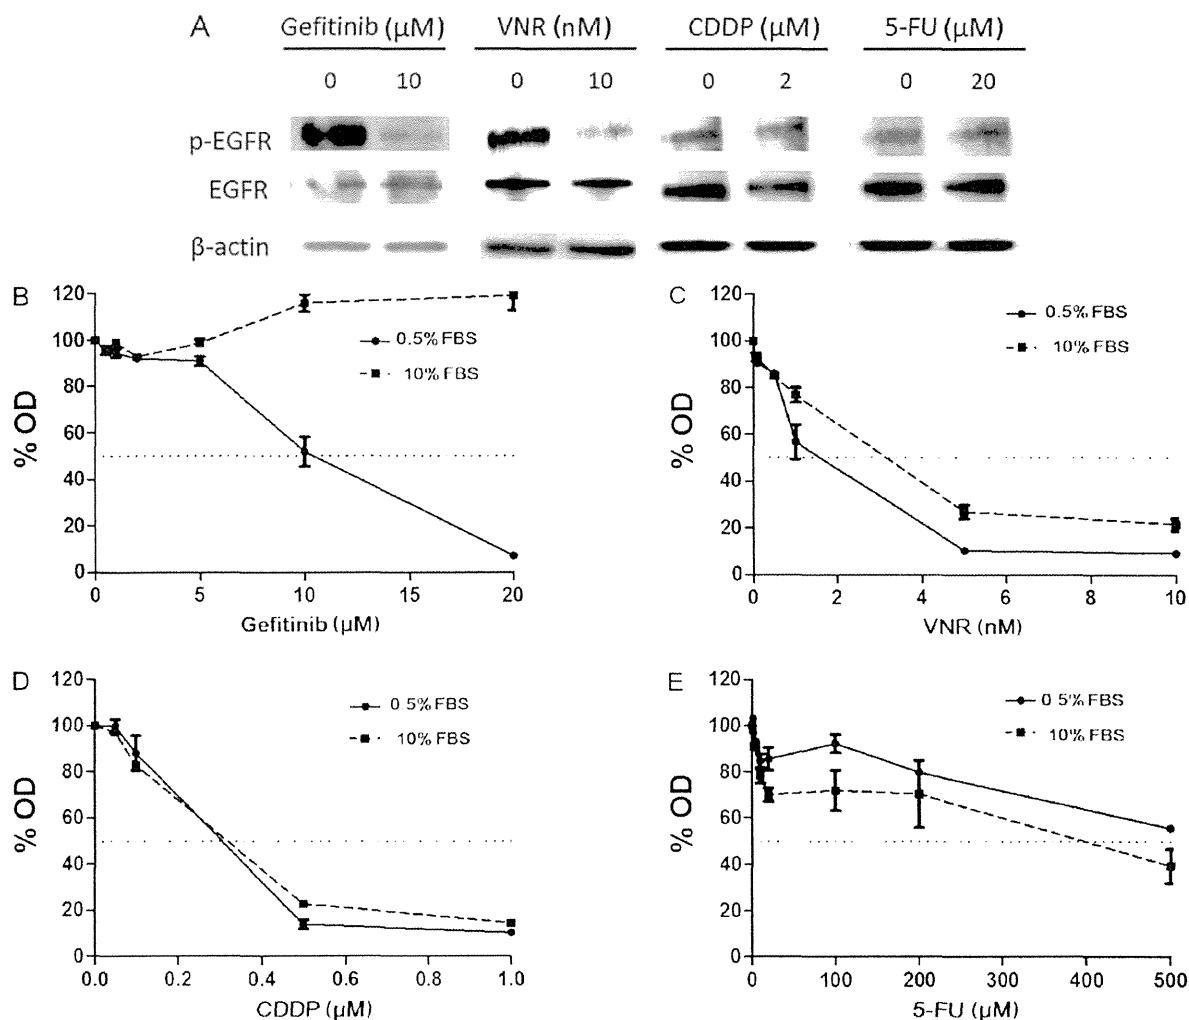 A
Gefitinib (μM) VNR (nM) CDDP (μM) 5-FU (μM)
0 10 0 10 0 2 0 20
p-EGFR
EGFR
β-actin
B
120
100
80
60
40
20
0
% OD
0.5% FBS
10% FBS
0 5 10 15 20
Gefitinib (μM)
C
120
100
80
60
40
20
0
% OD
0.5% FBS
10% FBS
0 2 4 6 8 10
VNR (nM)
D
120
100
80
60
40
20
0
% OD
0 5% FBS
10% FBS
0.0 0.2 0.4 0.6 0.8 1.0
CDDP (μM)
E
120
100
80
60
40
20
0
% OD
0 5% FBS
10% FBS
0 100 200 300 400 500
5-FU (μM)